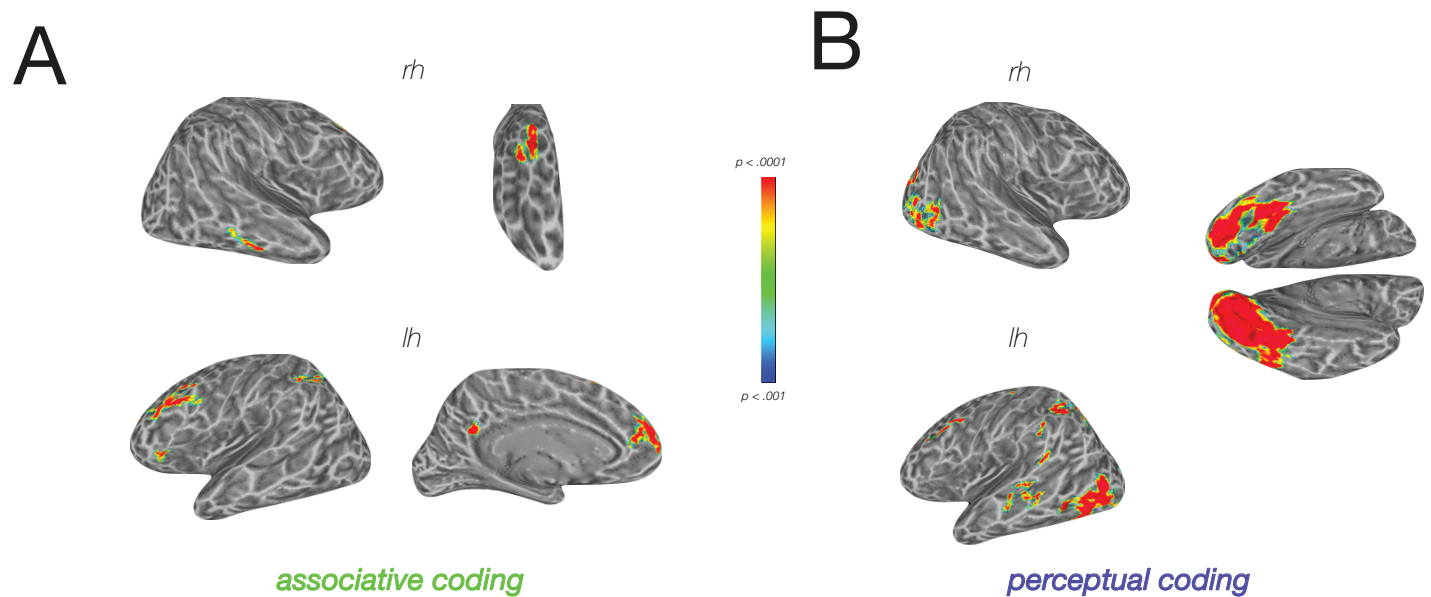 A
rh
lh
associative coding
p < .0001
p < .001
B
rh
lh
perceptual coding